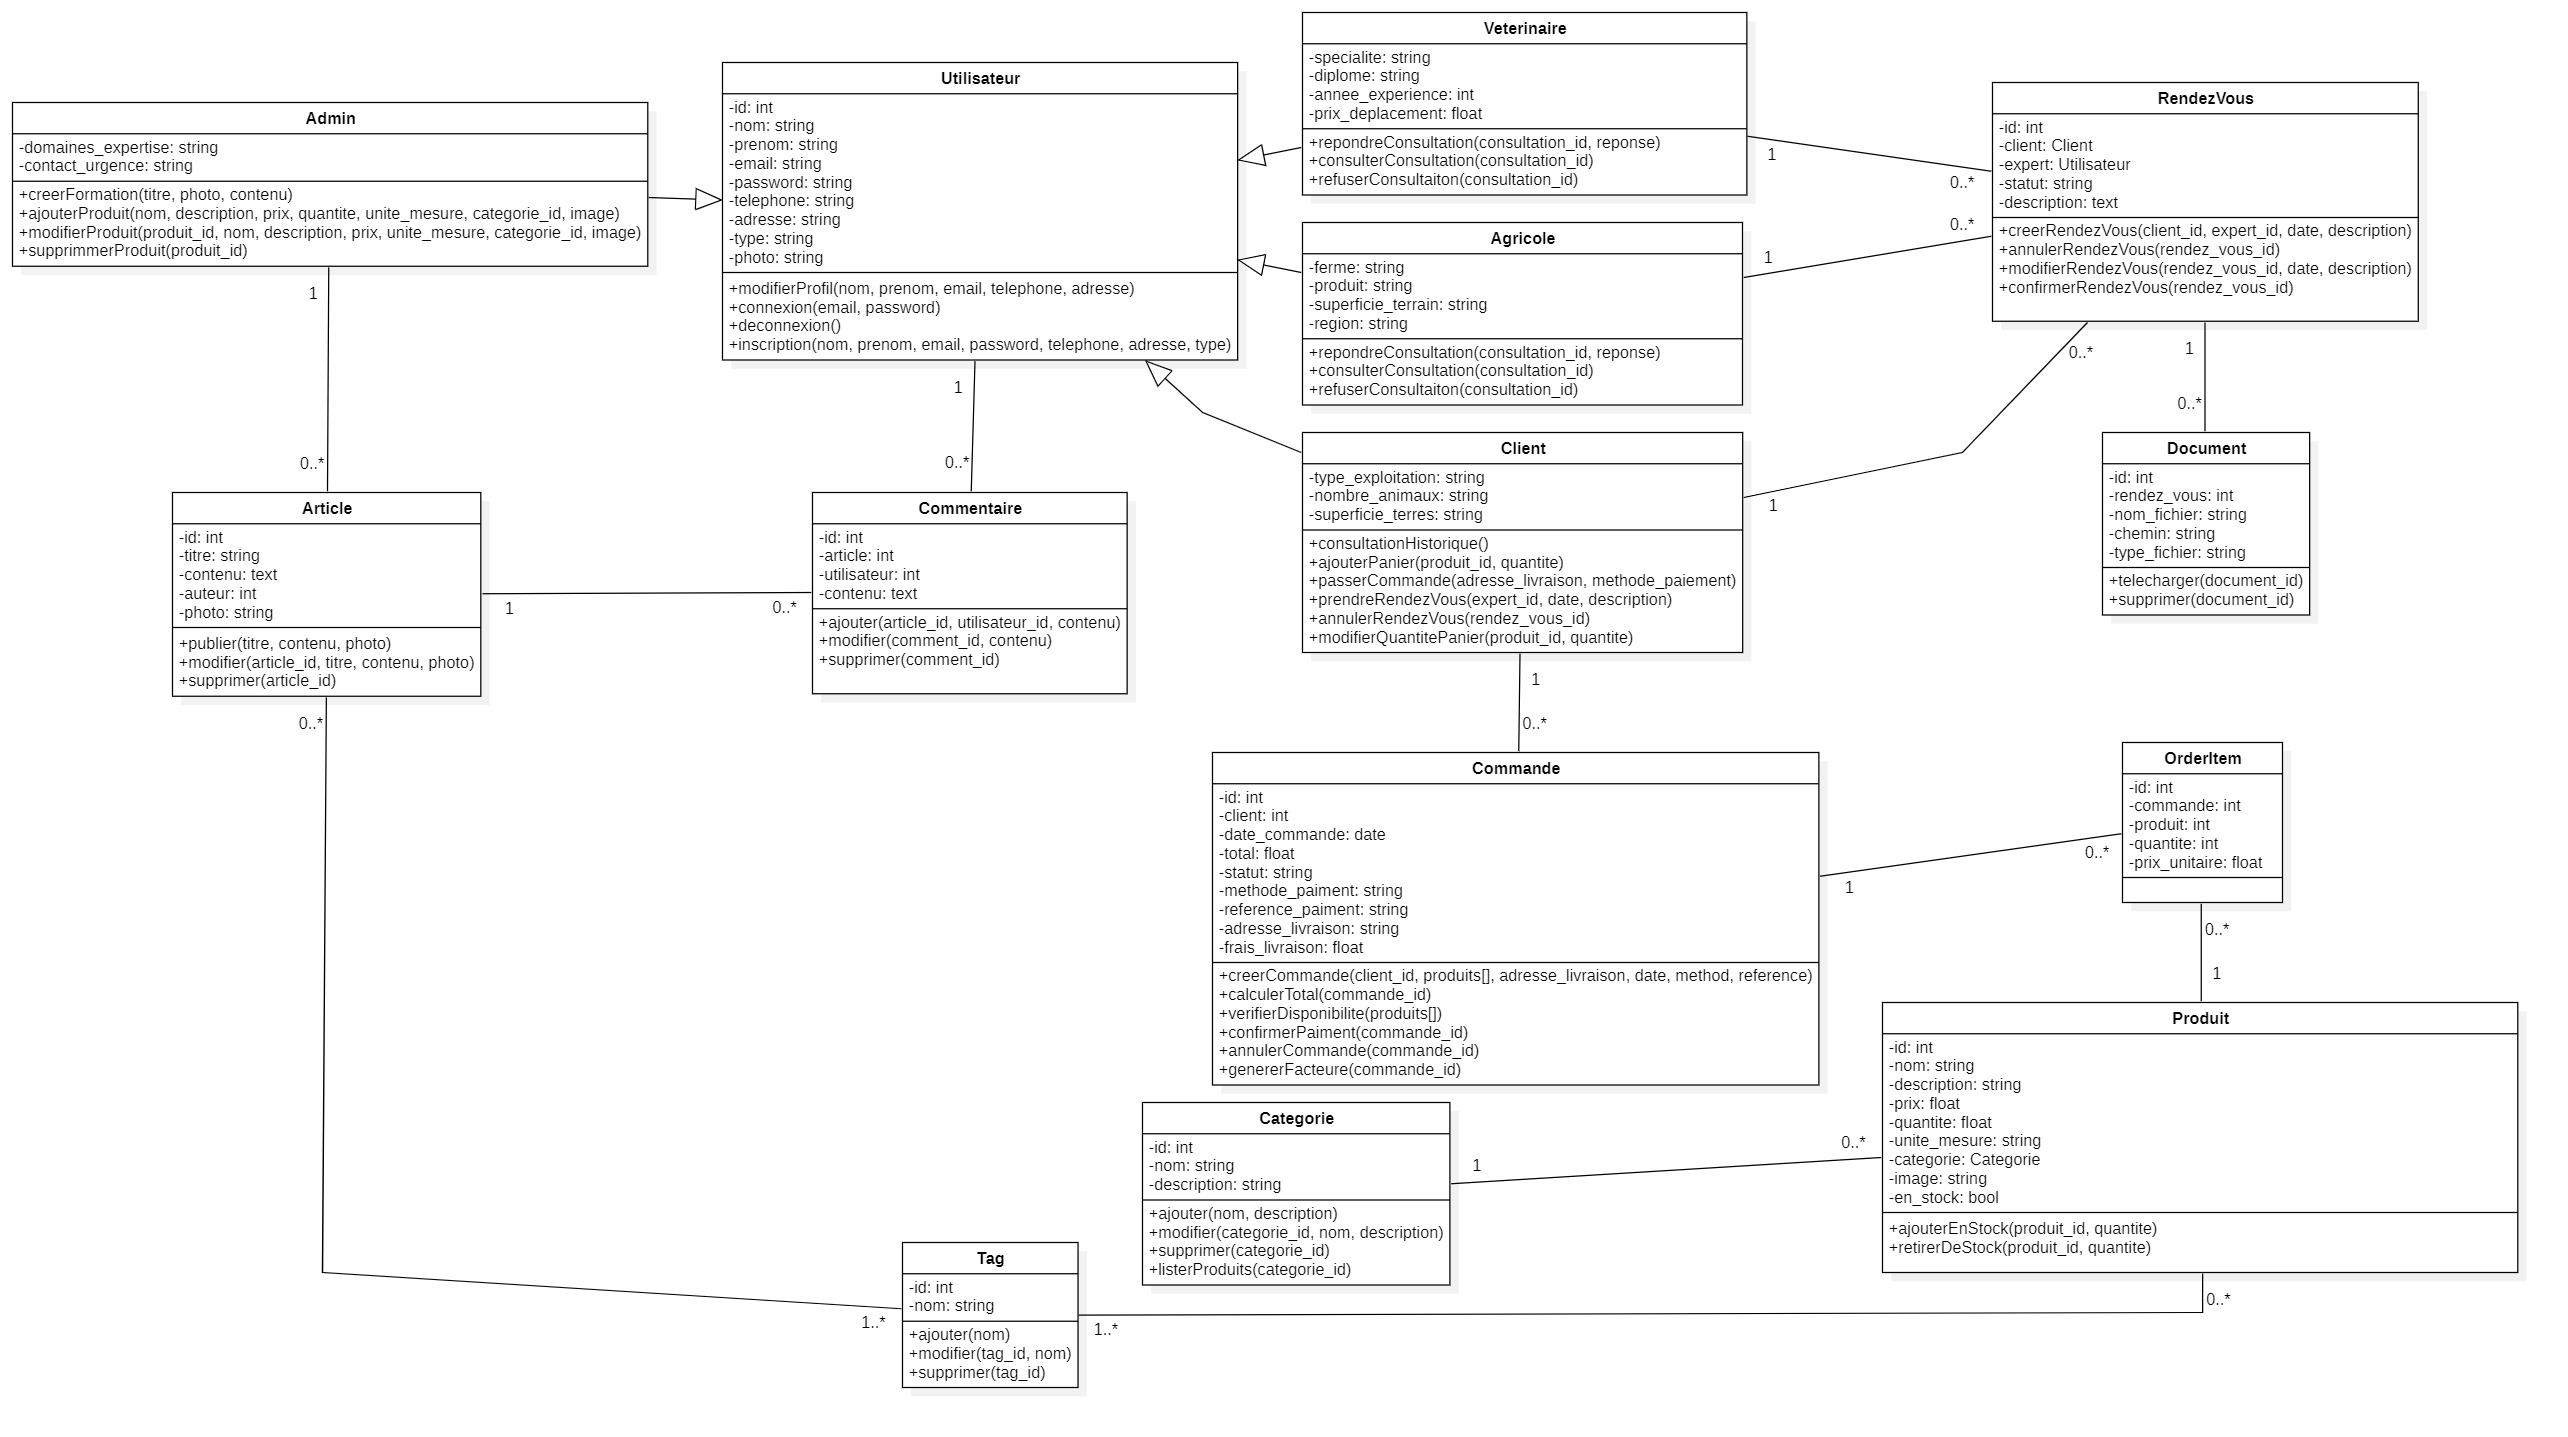 Admin
-domaines_expertise: string
-contact_urgence: string
+creerFormation(titre, photo, contenu)
+ajouterProduit(nom, description, prix, quantite, unite_mesure, categorie_id, image)
+modifierProduit(produit_id, nom, description, prix, unite_mesure, categorie_id, image)
+supprimmerProduit(produit_id)
1
0..*
Utilisateur
-id: int
-nom: string
-prenom: string
-email: string
-password: string
-telephone: string
-adresse: string
-type: string
-photo: string
+modifierProfil(nom, prenom, email, telephone, adresse)
+connexion(email, password)
+deconnexion()
+inscription(nom, prenom, email, password, telephone, adresse, type)
1
0..*
Veterinaire
-specialite: string
-diplome: string
-annee_experience: int
-prix_deplacement: float
+repondreConsultation(consultation_id, reponse)
+consulterConsultation(consultation_id)
+refuserConsultaiton(consultation_id)
1
0..*
Agricole
-ferme: string
-produit: string
-superficie_terrain: string
-region: string
+repondreConsultation(consultation_id, reponse)
+consulterConsultation(consultation_id)
+refuserConsultaiton(consultation_id)
1
0..*
RendezVous
-id: int
-client: Client
-expert: Utilisateur
-statut: string
-description: text
+creerRendezVous(client_id, expert_id, date, description)
+annulerRendezVous(rendez_vous_id)
+modifierRendezVous(rendez_vous_id, date, description)
+confirmerRendezVous(rendez_vous_id)
0..*
1
0..*
Client
-type_exploitation: string
-nombre_animaux: string
-superficie_terres: string
+consultationHistorique()
+ajouterPanier(produit_id, quantite)
+passerCommande(adresse_livraison, methode_paiement)
+prendreRendezVous(expert_id, date, description)
+annulerRendezVous(rendez_vous_id)
+modifierQuantitePanier(produit_id, quantite)
1
1
0..*
Document
-id: int
-rendez_vous: int
-nom_fichier: string
-chemin: string
-type_fichier: string
+telecharger(document_id)
+supprimer(document_id)
Article
-id: int
-titre: string
-contenu: text
-auteur: int
-photo: string
+publier(titre, contenu, photo)
+modifier(article_id, titre, contenu, photo)
+supprimer(article_id)
1
0..*
0..*
Commentaire
-id: int
-article: int
-utilisateur: int
-contenu: text
+ajouter(article_id, utilisateur_id, contenu)
+modifier(comment_id, contenu)
+supprimer(comment_id)
Commande
-id: int
-client: int
-date_commande: date
-total: float
-statut: string
-methode_paiment: string
-reference_paiment: string
-adresse_livraison: string
-frais_livraison: float
+creerCommande(client_id, produits[], adresse_livraison, date, method, reference)
+calculerTotal(commande_id)
+verifierDisponibilite(produits[])
+confirmerPaiment(commande_id)
+annulerCommande(commande_id)
+genererFacteure(commande_id)
1
0..*
OrderItem
-id: int
-commande: int
-produit: int
-quantite: int
-prix_unitaire: float
0..*
1
Categorie
-id: int
-nom: string
-description: string
+ajouter(nom, description)
+modifier(categorie_id, nom, description)
+supprimer(categorie_id)
+listerProduits(categorie_id)
1
0..*
Produit
-id: int
-nom: string
-description: string
-prix: float
-quantite: float
-unite_mesure: string
-categorie: Categorie
-image: string
-en_stock: bool
+ajouterEnStock(produit_id, quantite)
+retirerDeStock(produit_id, quantite)
0..*
Tag
-id: int
-nom: string
+ajouter(nom)
+modifier(tag_id, nom)
+supprimer(tag_id)
1..*
1..*